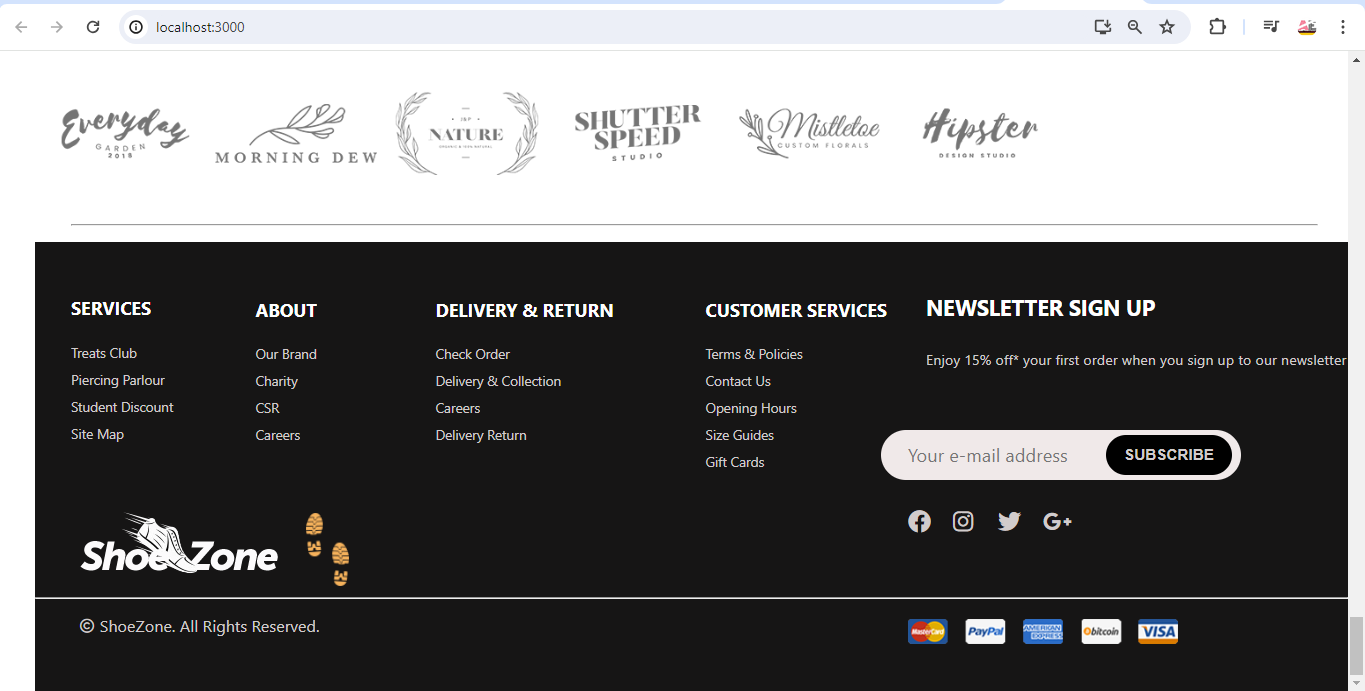 localhost:3000
Everyday
GARDEN
2018
MORNING DEW
NATURE
SHUTTER
SPEED
STUDIO
Mistletoe
CUSTOM FLORALS
Hipster
DESIGN STUDIO
SERVICES
Treats Club
Piercing Parlour
Student Discount
Site Map
ABOUT
Our Brand
Charity
CSR
Careers
DELIVERY & RETURN
Check Order
Delivery & Collection
Careers
Delivery Return
CUSTOMER SERVICES
Terms & Policies
Contact Us
Opening Hours
Size Guides
Gift Cards
NEWSLETTER SIGN UP
Enjoy 15% off* your first order when you sign up to our newsletter
Your e-mail address
SUBSCRIBE
G+
ShoeZone
© ShoeZone. All Rights Reserved.
MasterCard
PayPal
AMERICAN
EXPRESS
bitcoin
VISA